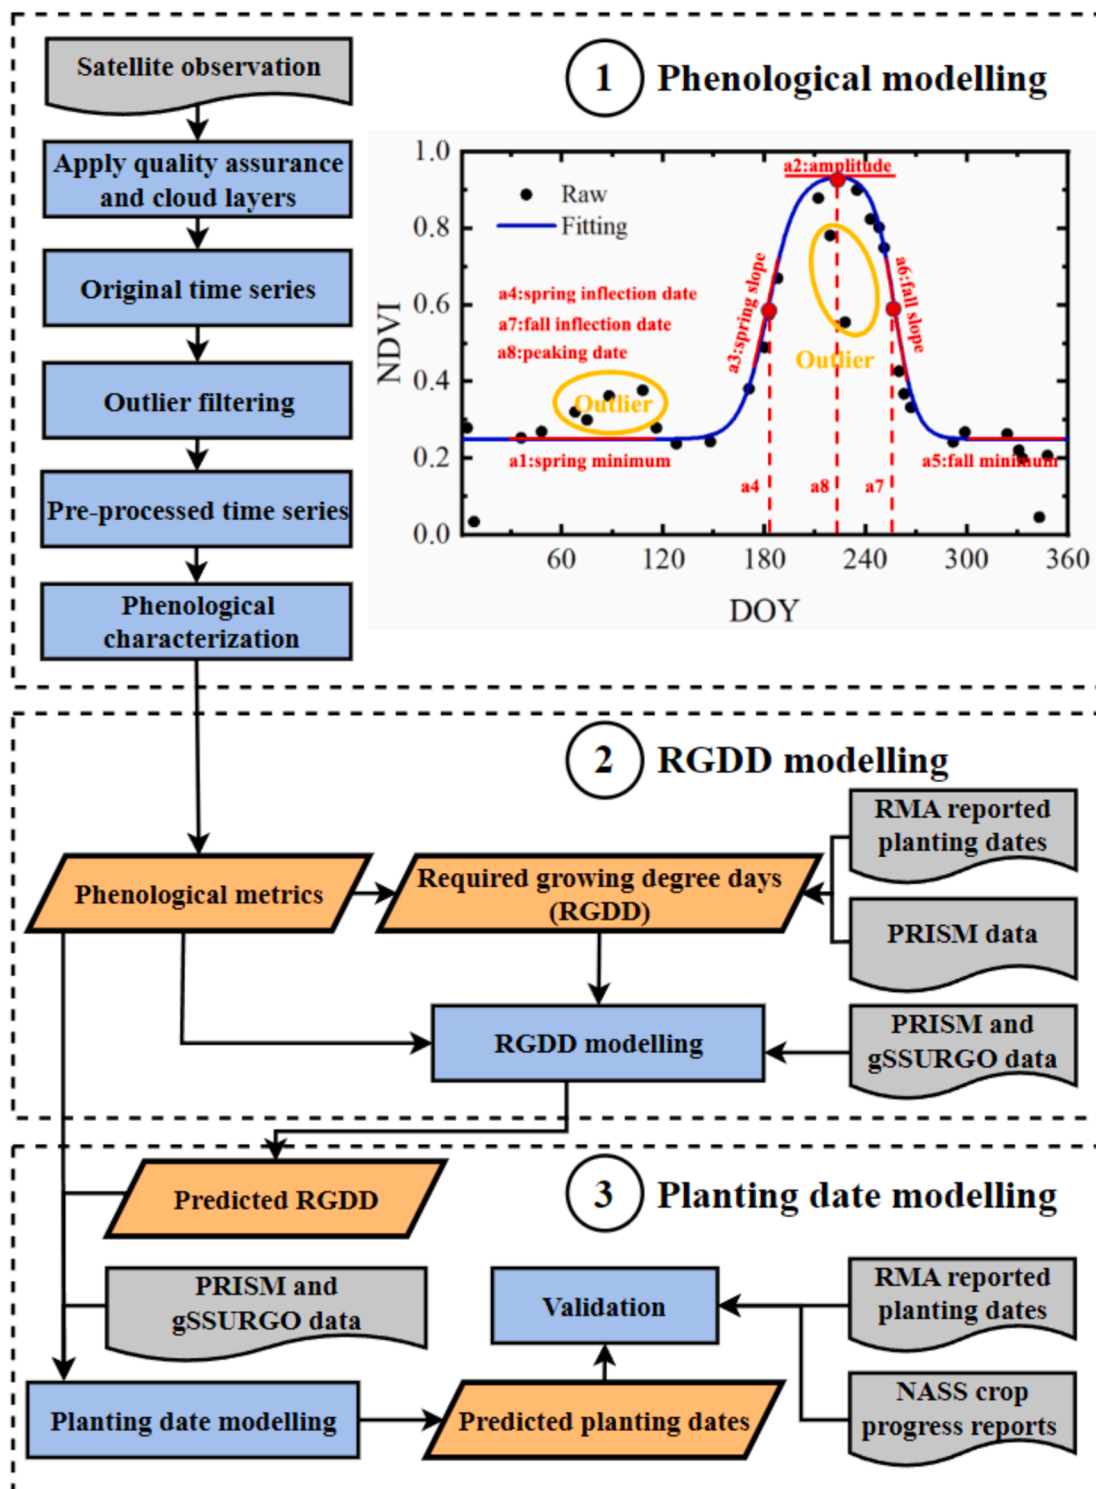 Satellite observation
1 Phenological modelling
Apply quality assurance
and cloud layers
Original time series
Outlier filtering
Pre-processed time series
Phenological
characterization
1.0
0.8
0.6
0.4
0.2
0.0
NDVI
Raw
Fitting
a2:amplitude
a4:spring inflection date
a7:fall inflection date
a8:peaking date
a3:spring slope
a6:fall slope
Outlier
Outlier
a1:spring minimum
a5:fall minimum
a4
a8
a7
60
120
180
240
300
360
DOY
2 RGDD modelling
RMA reported
planting dates
Phenological metrics
Required growing degree days
(RGDD)
PRISM data
RGDD modelling
PRISM and
gSSURGO data
3 Planting date modelling
Predicted RGDD
PRISM and
gSSURGO data
Validation
RMA reported
planting dates
Planting date modelling
Predicted planting dates
NASS crop
progress reports